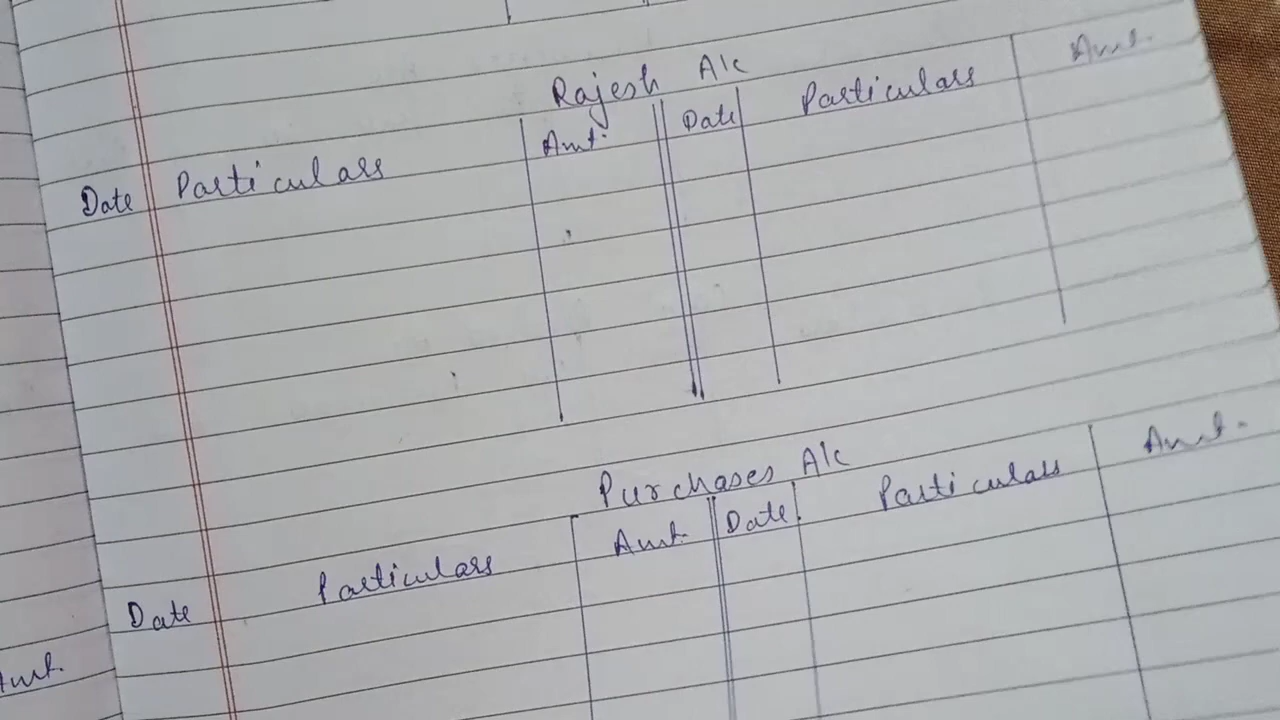 Rajesh A/c
Date Particulars Amt. Date Particulars Amt.
Purchases A/c
Date Particulars Amt. Date Particulars Amt.
Amt.